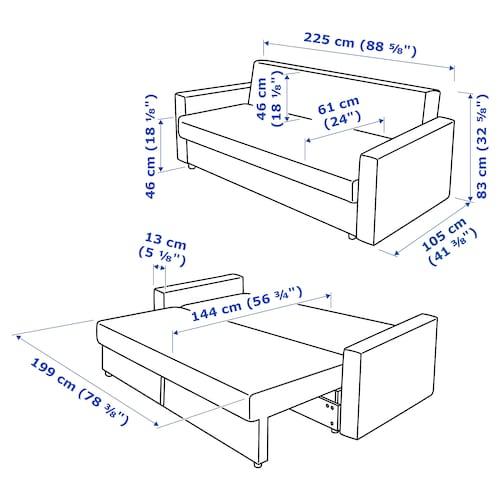 225 cm (88 ⅝")
46 cm
(18 ⅛")
61 cm
(24")
46 cm (18 ⅛")
83 cm (32 ⅝")
105 cm
(41 ⅜")
13 cm
(5 ⅛")
144 cm (56 ¾")
199 cm (78 ⅜")